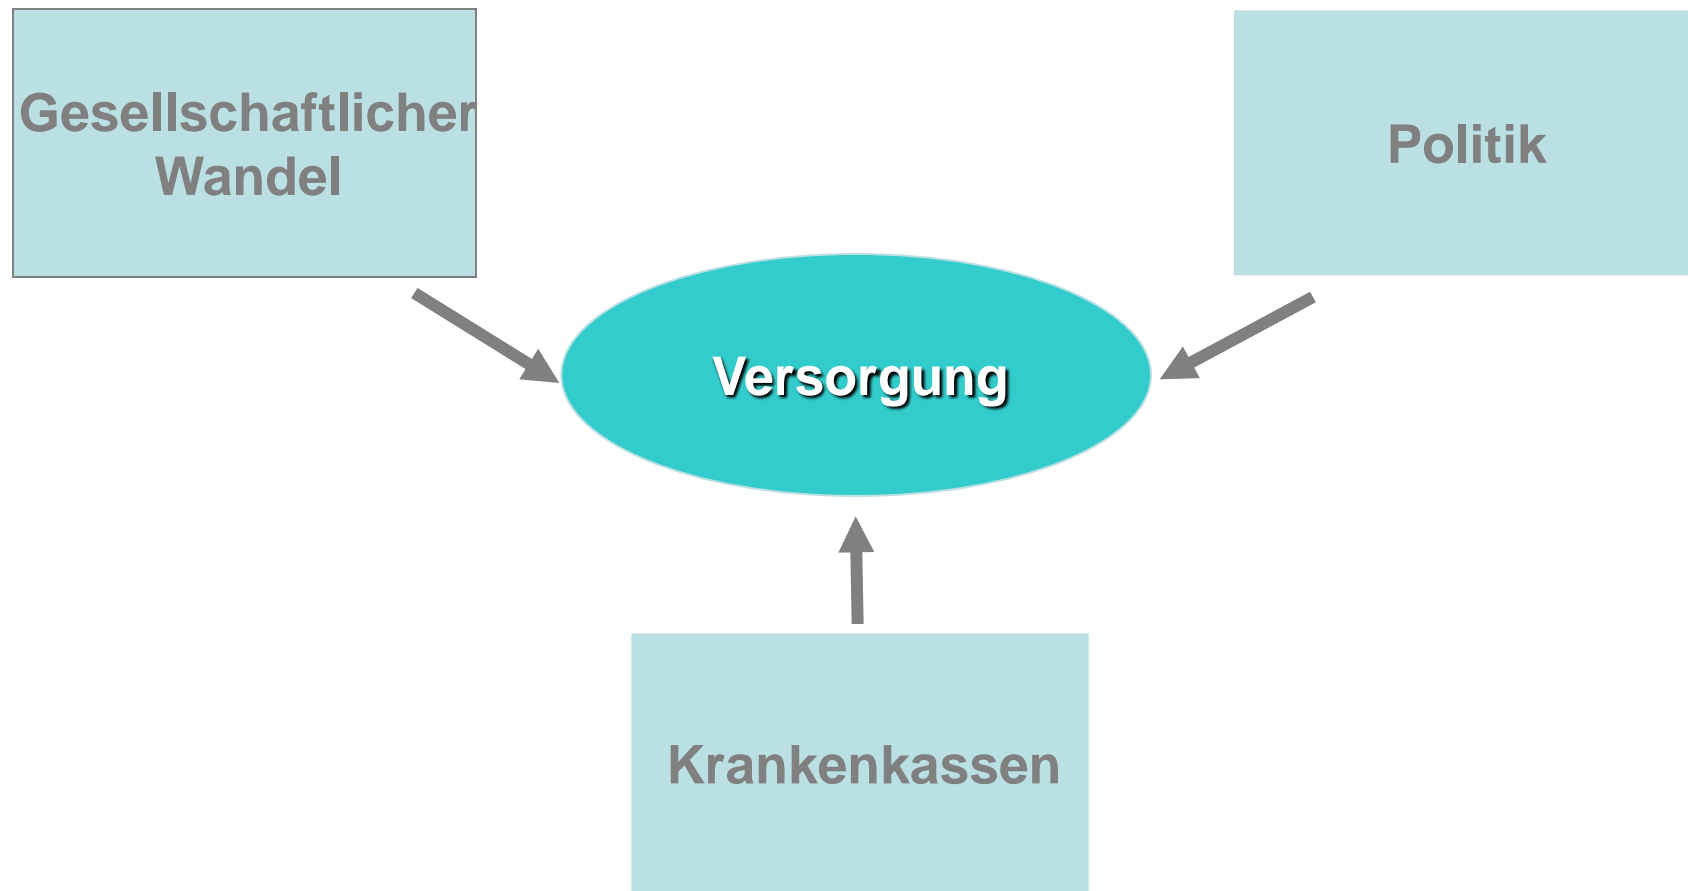 Gesellschaftlicher
Wandel
Politik
Versorgung
Krankenkassen